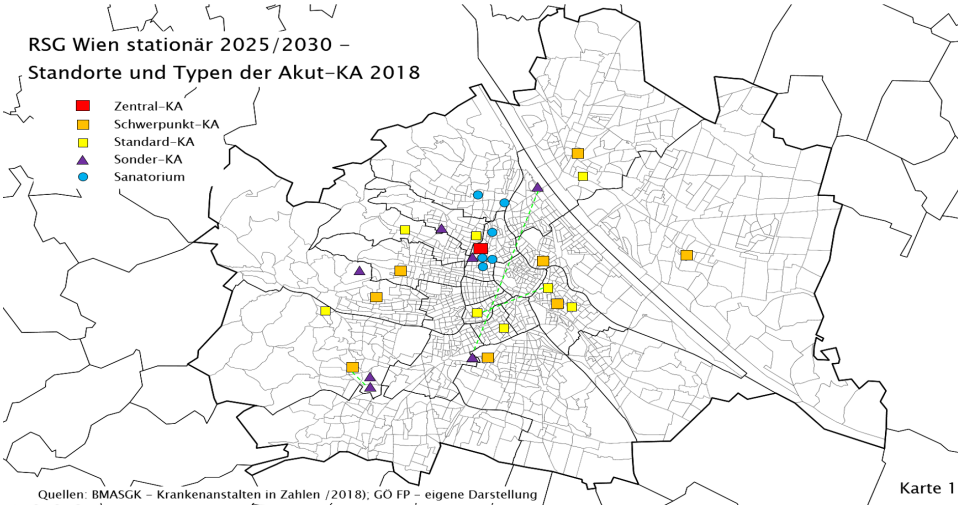 RSG Wien stationär 2025/2030 -
Standorte und Typen der Akut-KA 2018
Zentral-KA
Schwerpunkt-KA
Standard-KA
Sonder-KA
Sanatorium
Karte 1
Quellen: BMASGK - Krankenanstalten in Zahlen /2018); GÖ FP - eigene Darstellung